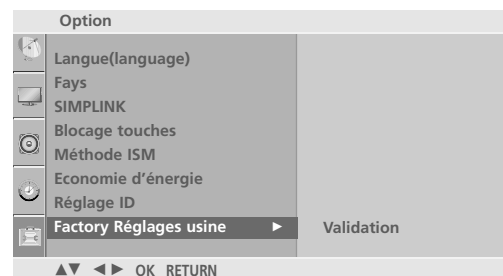 Option
Langue(language)
Fays
SIMPLINK
Blocage touches
Méthode ISM
Economie d'énergie
Réglage ID
Factory Réglages usine ► Validation
▲▼ ◄► OK RETURN